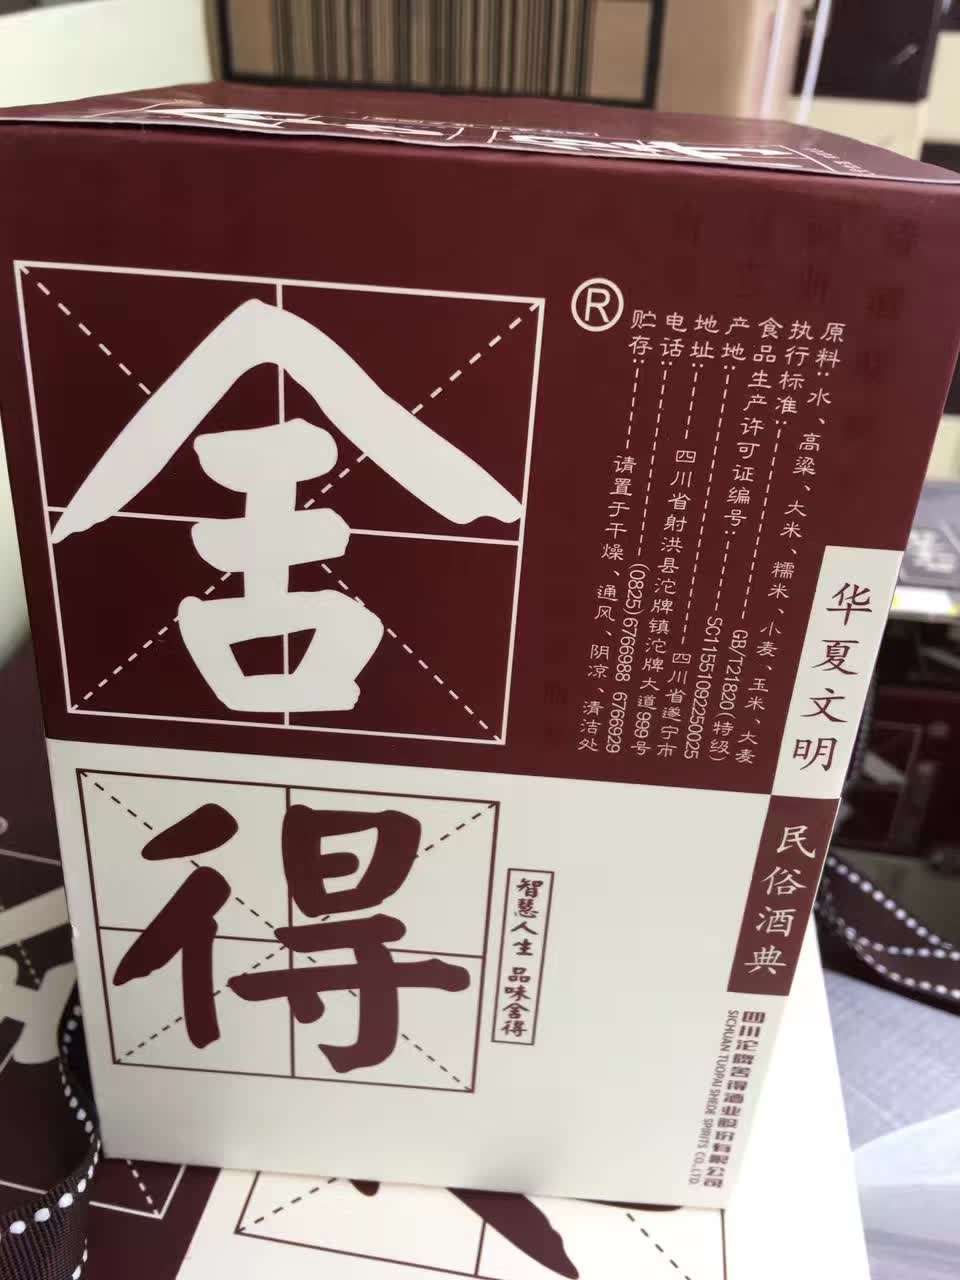 舍
得
®
原料:水、高粱、大米、糯米、小麦、玉米、大麦
执行标准:GB/T21820(特级)
食品生产许可证编号:SC11551092250025
产地:四川省遂宁市
地址:四川省射洪县沱牌镇沱牌大道999号
电话:(0825)6766988 6766929
贮存:请置于干燥、通风、阴凉、清洁处
华夏文明
民俗酒典
智慧人生 品味舍得
四川沱牌舍得酒业股份有限公司
SICHUAN TUOPAI SHEDE SPIRITS CO.,LTD.